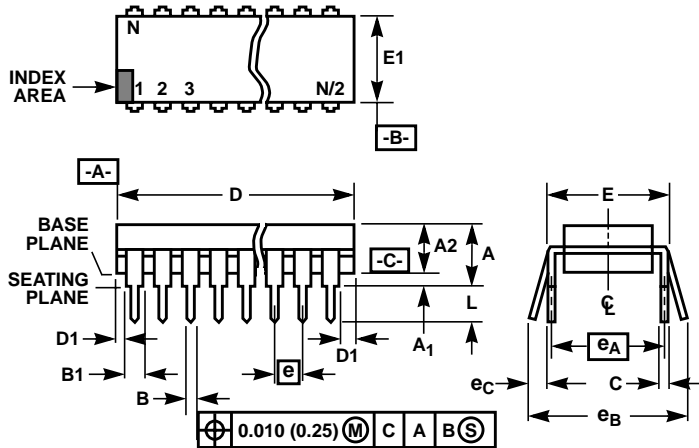 N
E1
INDEX
AREA
1 2 3 N/2
-B-
-A-
D
E
BASE
PLANE
A2 A
-C-
SEATING
PLANE
L
D1
A1
D1
B1
e
B
℄
eA
eC
C
eB
⌖ 0.010 (0.25) Ⓜ C A B Ⓢ